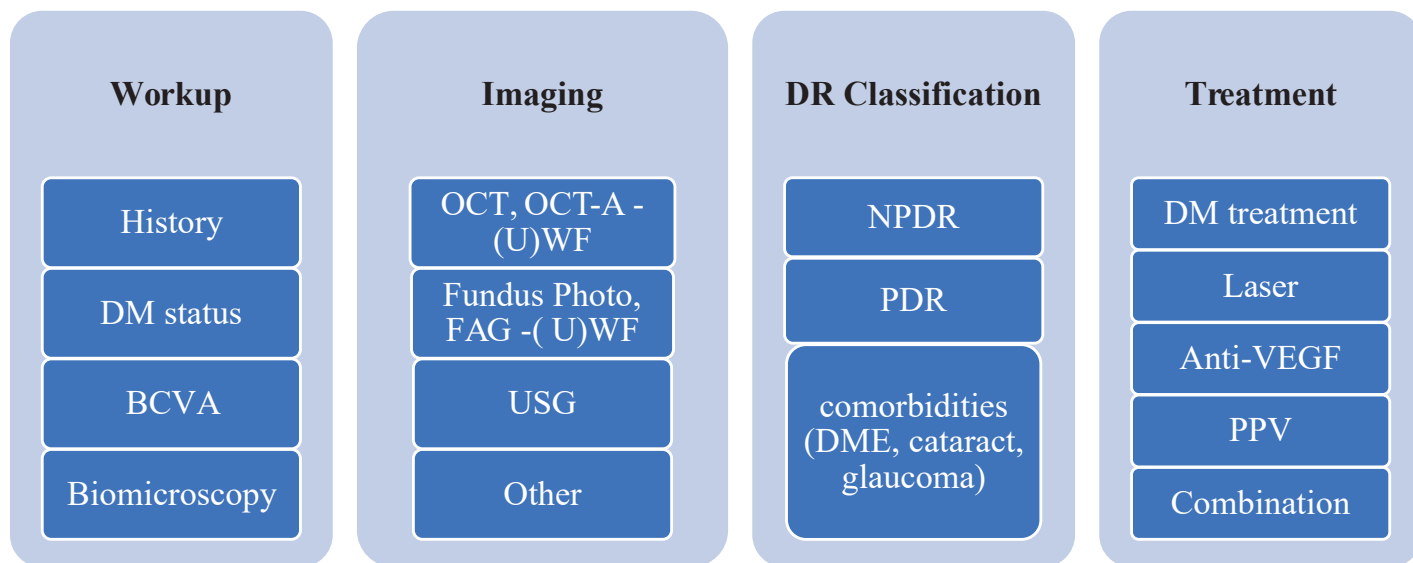 Workup
History
DM status
BCVA
Biomicroscopy
Imaging
OCT, OCT-A -
(U)WF
Fundus Photo,
FAG -( U)WF
USG
Other
DR Classification
NPDR
PDR
comorbidities
(DME, cataract,
glaucoma)
Treatment
DM treatment
Laser
Anti-VEGF
PPV
Combination